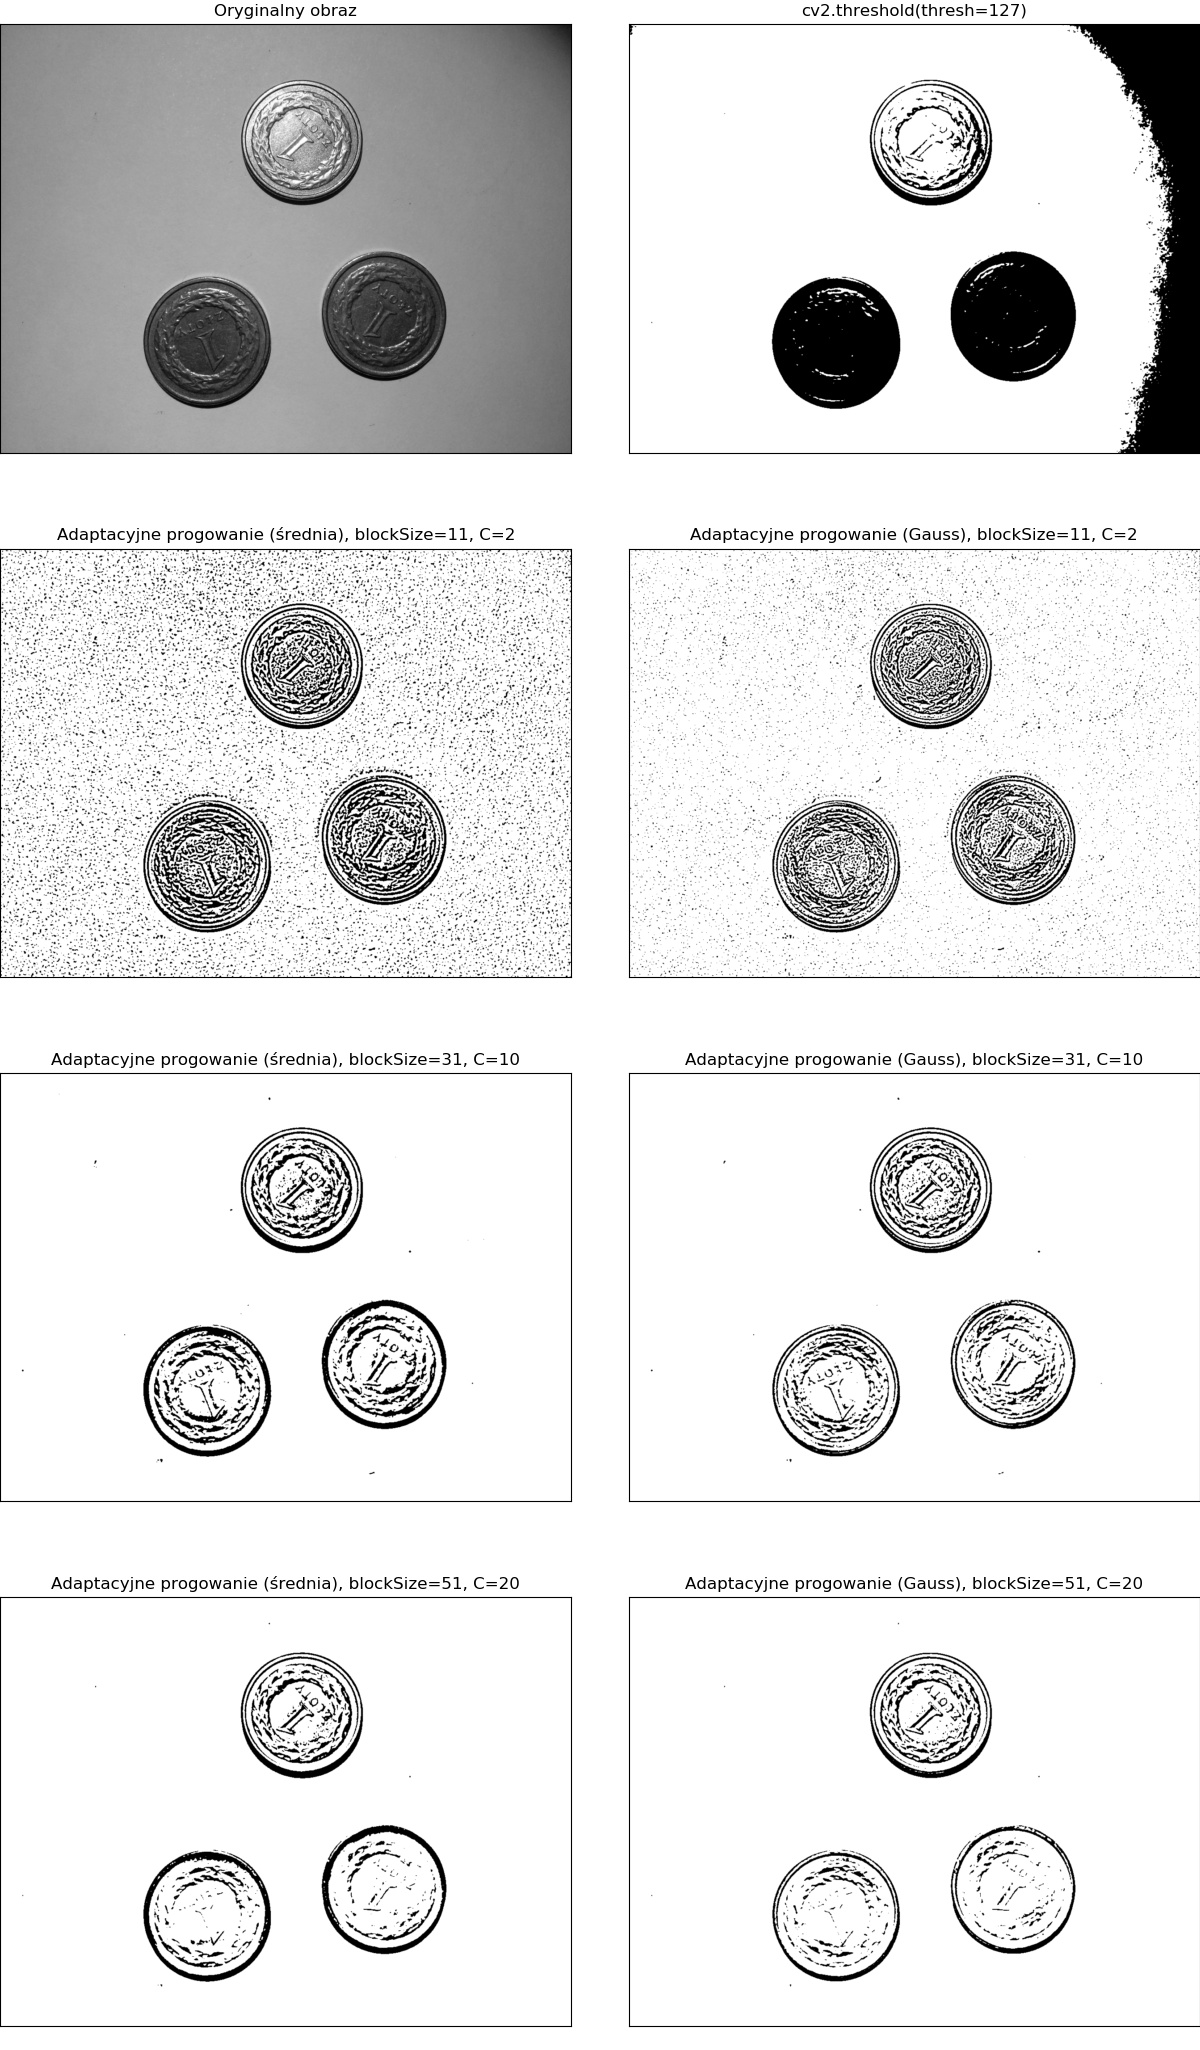 Oryginalny obraz
cv2.threshold(thresh=127)
Adaptacyjne progowanie (średnia), blockSize=11, C=2
Adaptacyjne progowanie (Gauss), blockSize=11, C=2
Adaptacyjne progowanie (średnia), blockSize=31, C=10
Adaptacyjne progowanie (Gauss), blockSize=31, C=10
Adaptacyjne progowanie (średnia), blockSize=51, C=20
Adaptacyjne progowanie (Gauss), blockSize=51, C=20